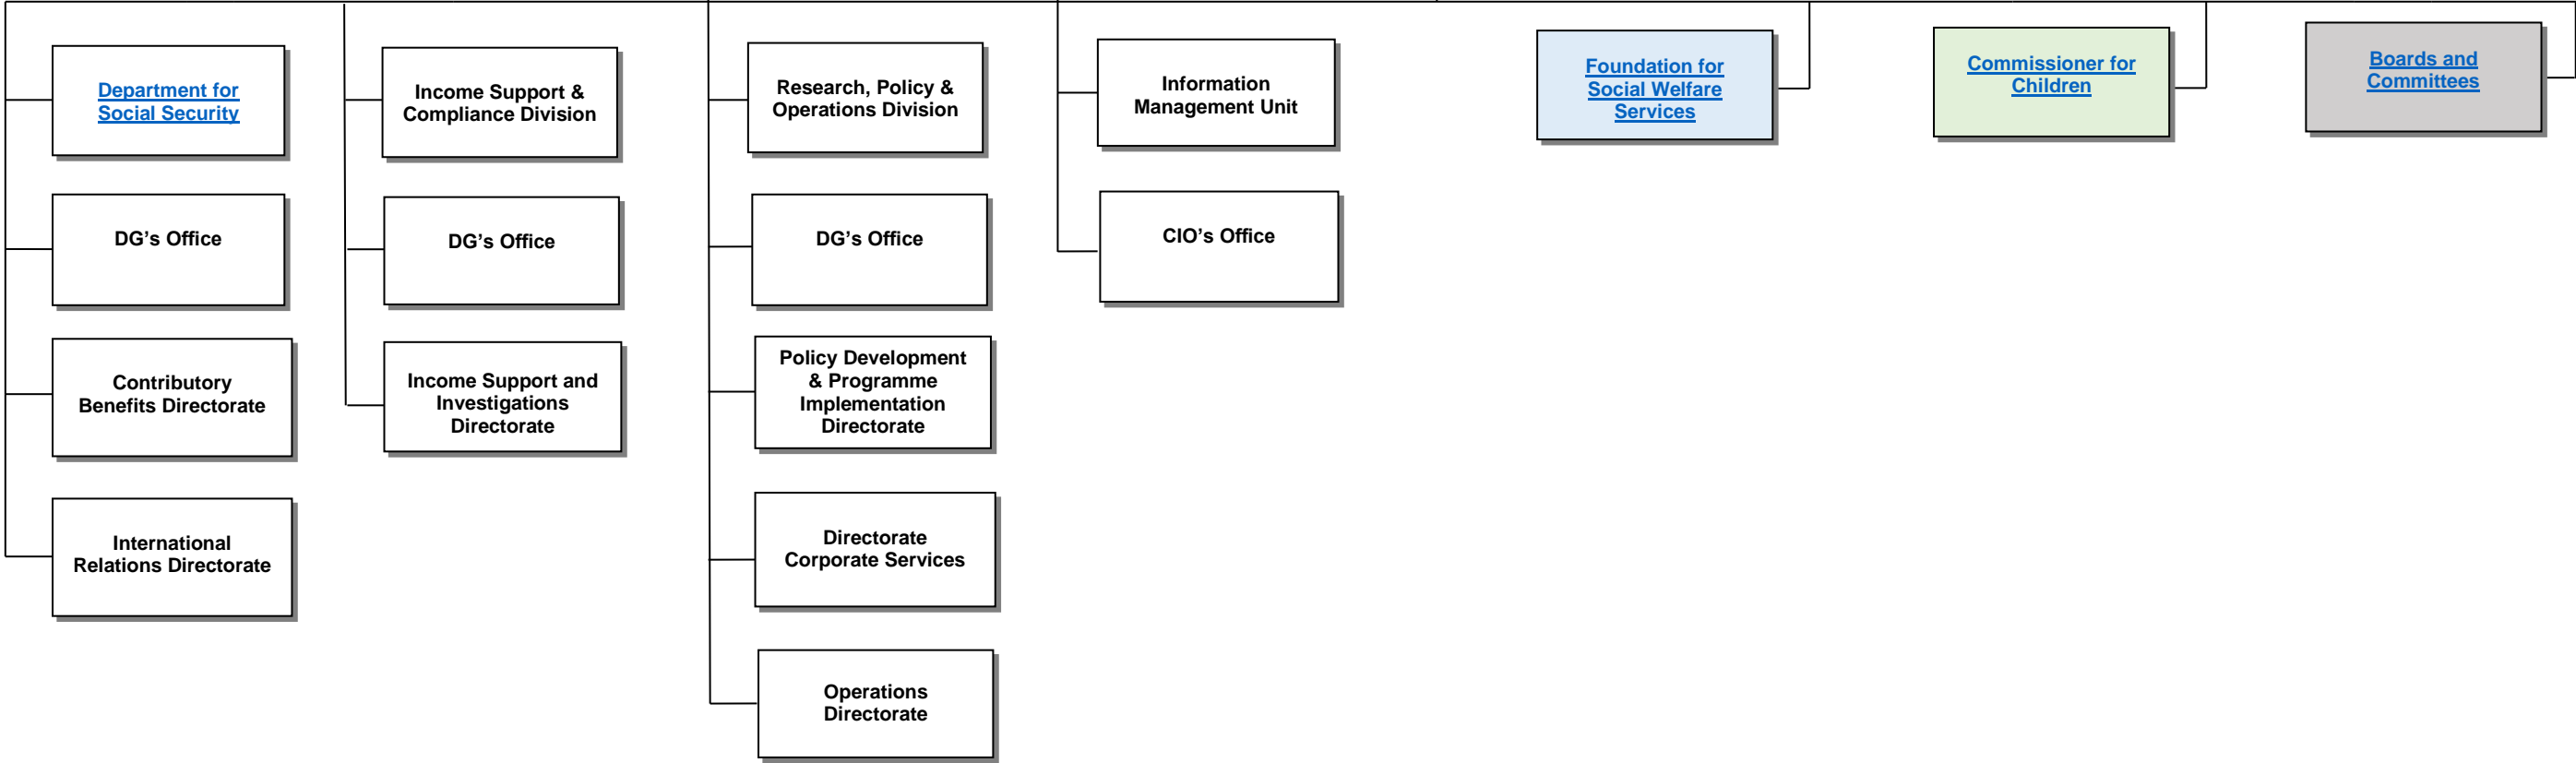 Department for
Social Security
DG’s Office
Contributory
Benefits Directorate
International
Relations Directorate
Income Support &
Compliance Division
DG’s Office
Income Support and
Investigations
Directorate
Research, Policy &
Operations Division
DG’s Office
Policy Development
& Programme
Implementation
Directorate
Directorate
Corporate Services
Operations
Directorate
Information
Management Unit
CIO’s Office
Foundation for
Social Welfare
Services
Commissioner for
Children
Boards and
Committees